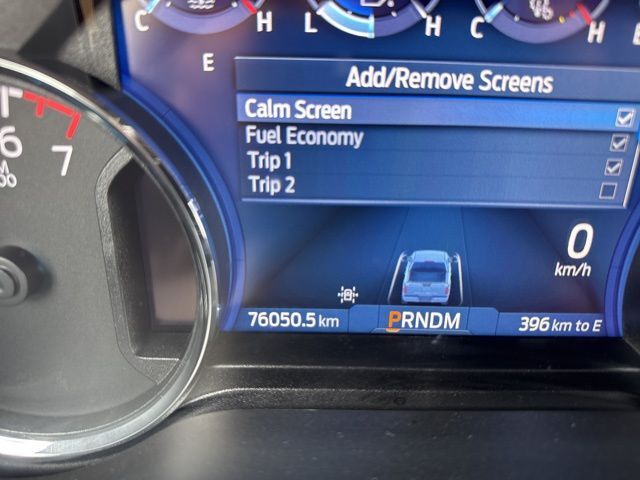 C H L H C H
E
Add/Remove Screens
Calm Screen
Fuel Economy
Trip 1
Trip 2
6
7
0
km/h
76050.5 km
PRNDM
396 km to E